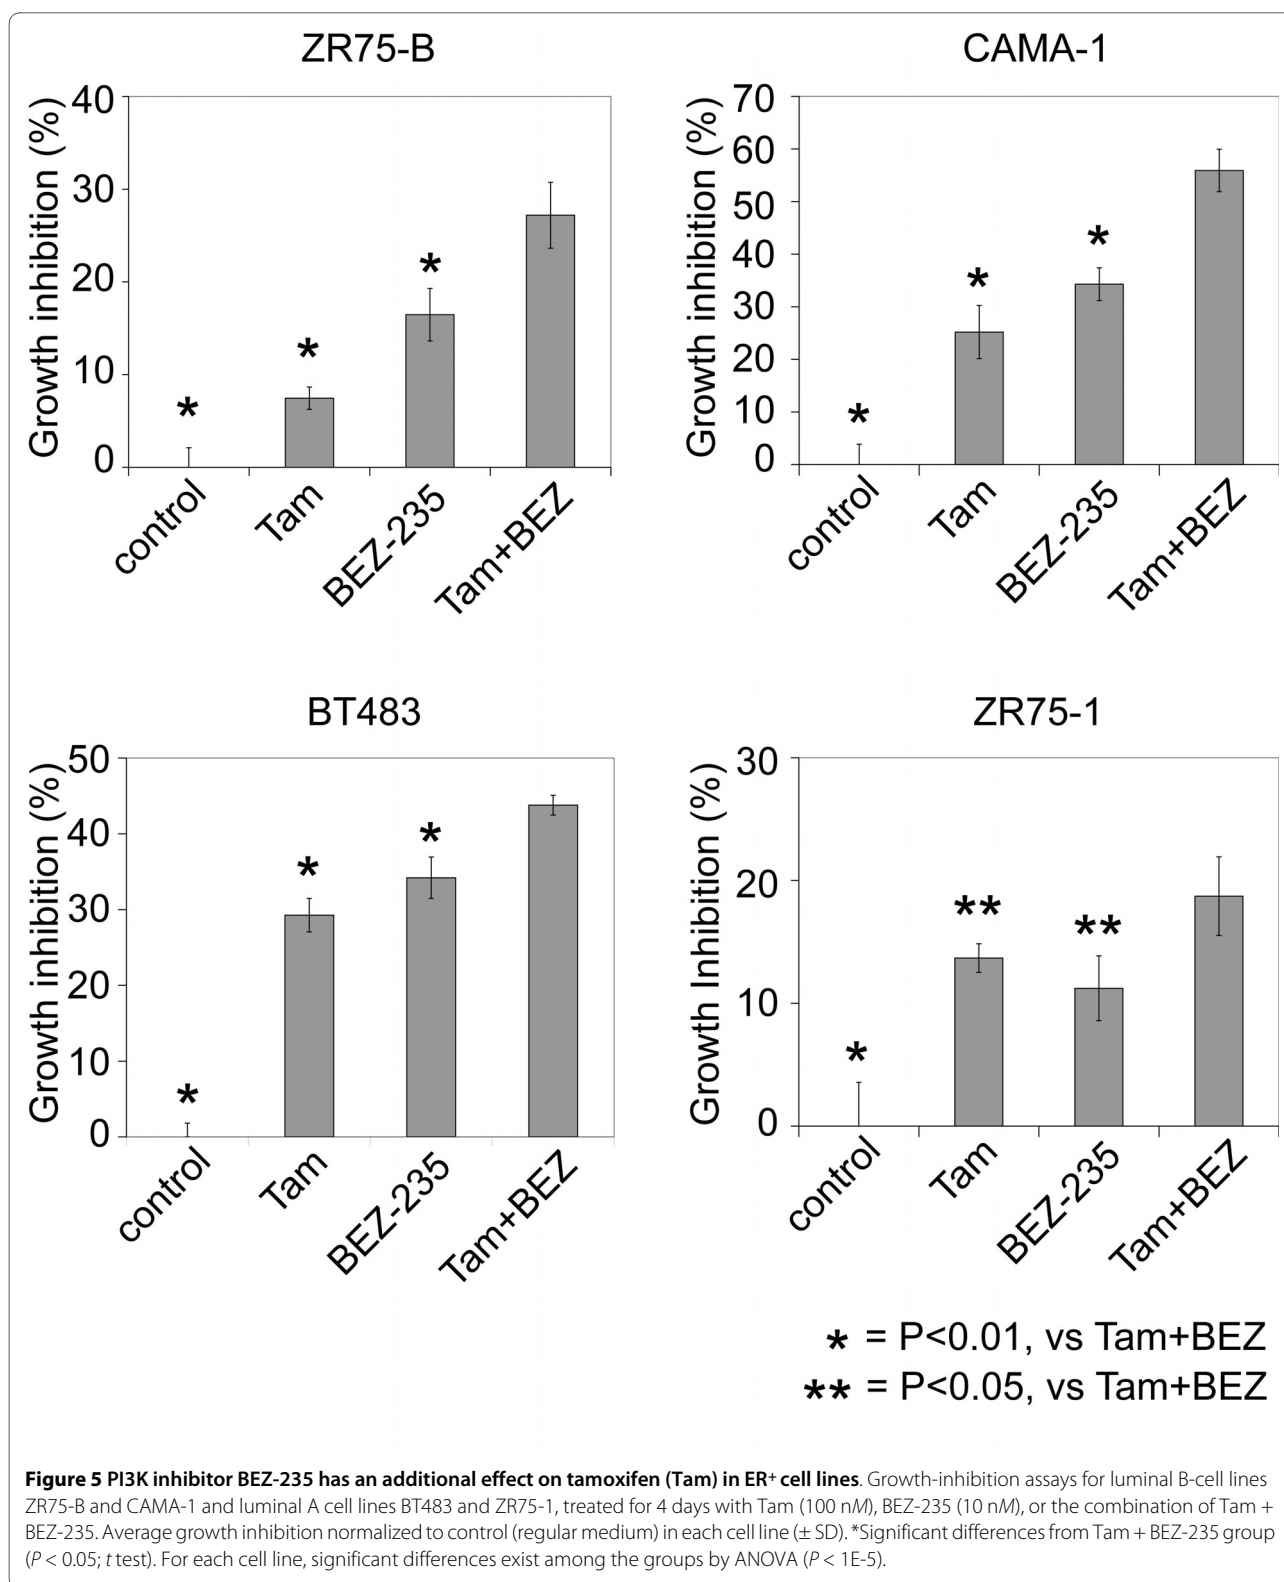 ZR75-B
Growth inhibition (%)
40
30
20
10
0
*
*
*
control
Tam
BEZ-235
Tam+BEZ
CAMA-1
Growth inhibition (%)
70
60
50
40
30
20
10
0
*
*
*
control
Tam
BEZ-235
Tam+BEZ
BT483
Growth inhibition (%)
50
40
30
20
10
0
*
*
*
control
Tam
BEZ-235
Tam+BEZ
ZR75-1
Growth Inhibition (%)
30
20
10
0
*
**
**
control
Tam
BEZ-235
Tam+BEZ
* = P<0.01, vs Tam+BEZ
** = P<0.05, vs Tam+BEZ
Figure 5 PI3K inhibitor BEZ-235 has an additional effect on tamoxifen (Tam) in ER+ cell lines. Growth-inhibition assays for luminal B-cell lines
ZR75-B and CAMA-1 and luminal A cell lines BT483 and ZR75-1, treated for 4 days with Tam (100 nM), BEZ-235 (10 nM), or the combination of Tam +
BEZ-235. Average growth inhibition normalized to control (regular medium) in each cell line (± SD). *Significant differences from Tam + BEZ-235 group
(P < 0.05; t test). For each cell line, significant differences exist among the groups by ANOVA (P < 1E-5).